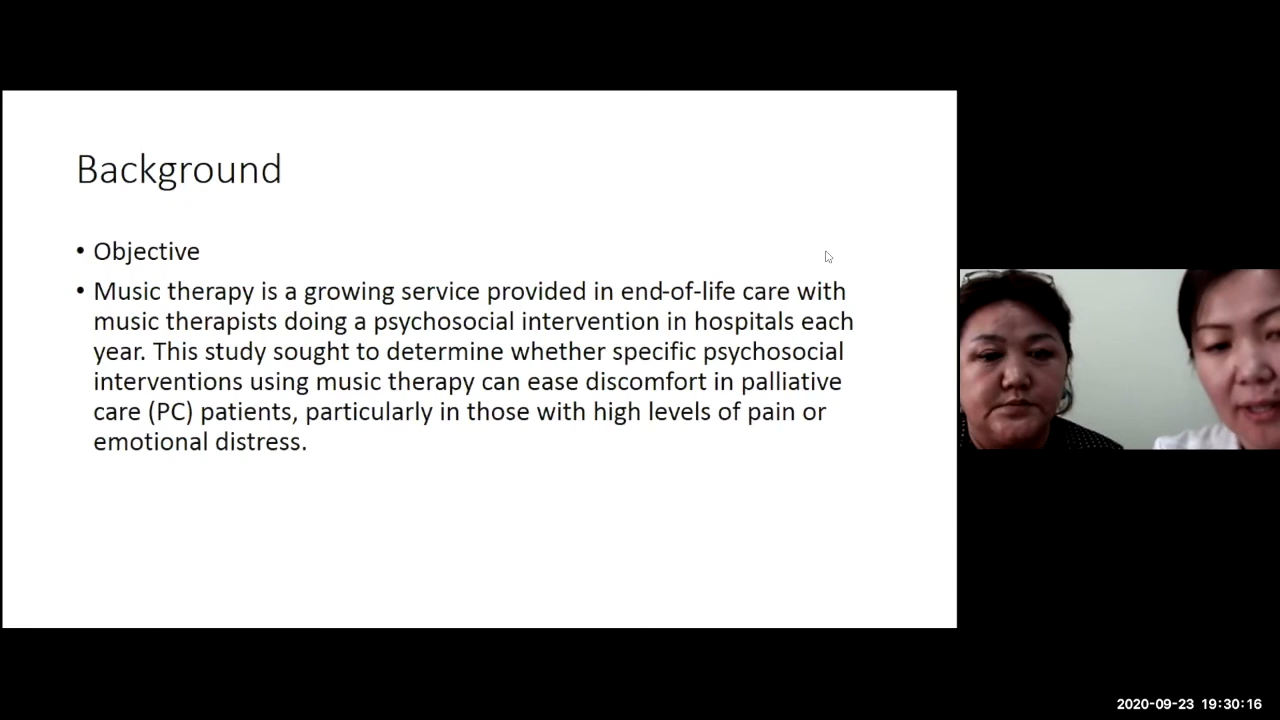 Background
• Objective
• Music therapy is a growing service provided in end-of-life care with
music therapists doing a psychosocial intervention in hospitals each
year. This study sought to determine whether specific psychosocial
interventions using music therapy can ease discomfort in palliative
care (PC) patients, particularly in those with high levels of pain or
emotional distress.
2020-09-23 19:30:16